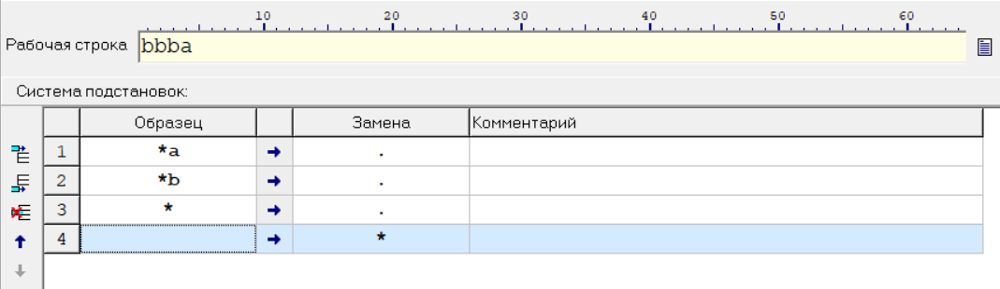 10 20 30 40 50 60
Рабочая строка bbba
Система подстановок:
Образец Замена Комментарий
1 *a → .
2 *b → .
3 * → .
4 → *